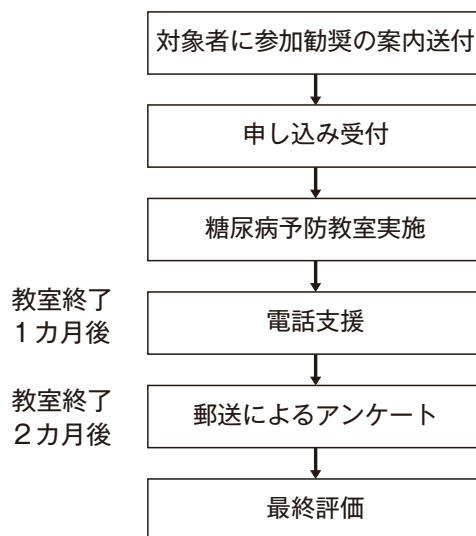 対象者に参加勧奨の案内送付
申し込み受付
糖尿病予防教室実施
教室終了
1カ月後
電話支援
教室終了
2カ月後
郵送によるアンケート
最終評価